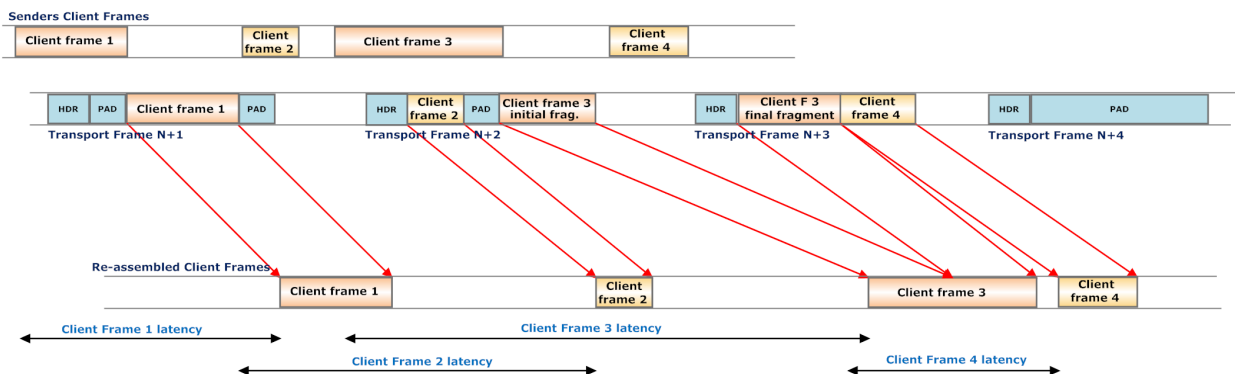 Senders Client Frames
Client frame 1
Client
frame 2
Client frame 3
Client
frame 4
HDR
PAD
Client frame 1
PAD
HDR
Client
frame 2
PAD
Client frame 3
initial frag.
HDR
Client F 3
final fragment
Client
frame 4
HDR
PAD
Transport Frame N+1
Transport Frame N+2
Transport Frame N+3
Transport Frame N+4
Re-assembled Client Frames
Client frame 1
Client
frame 2
Client frame 3
Client
frame 4
Client Frame 1 latency
Client Frame 3 latency
Client Frame 2 latency
Client Frame 4 latency